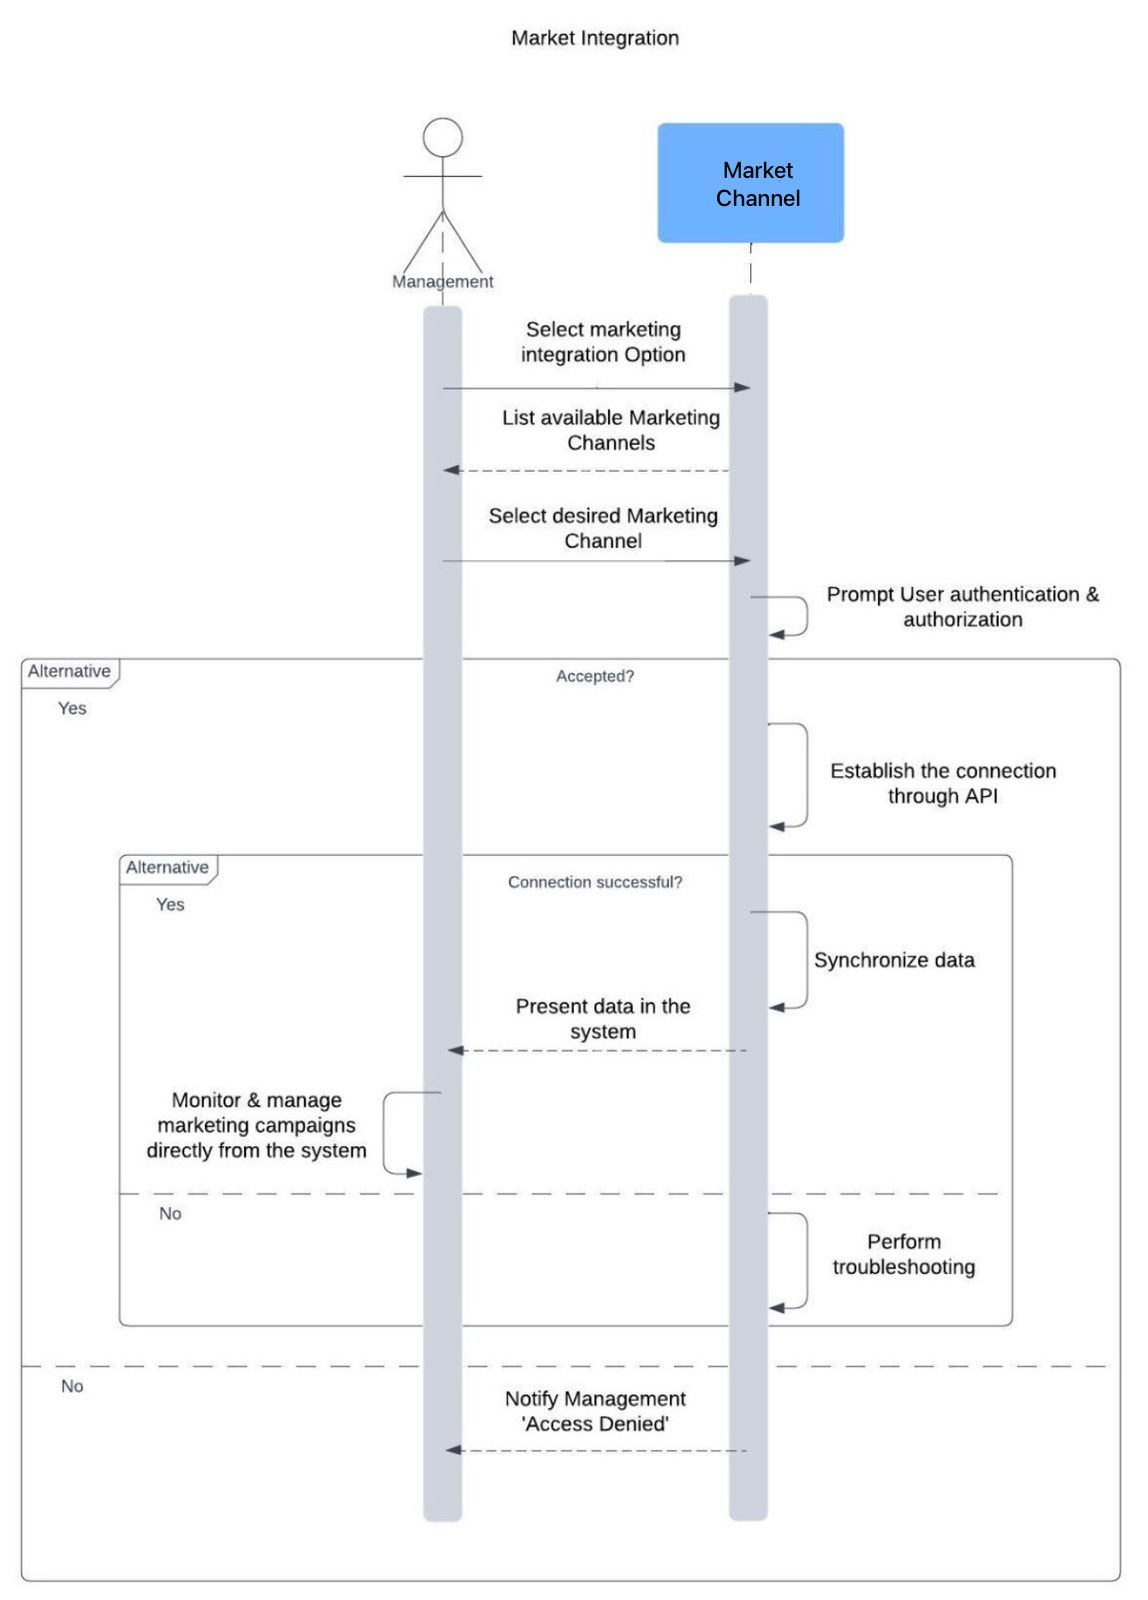 Market Integration
Market
Channel
Management
Select marketing
integration Option
List available Marketing
Channels
Select desired Marketing
Channel
Prompt User authentication &
authorization
Alternative
Accepted?
Yes
Establish the connection
through API
Alternative
Connection successful?
Yes
Synchronize data
Present data in the
system
Monitor & manage
marketing campaigns
directly from the system
No
Perform
troubleshooting
No
Notify Management
'Access Denied'